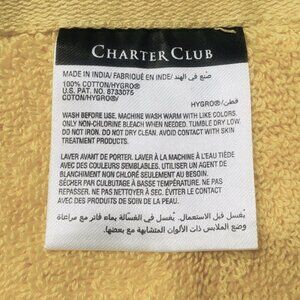 CHARTER CLUB
MADE IN INDIA/ FABRIQUÉ EN INDE/ صنع في الهند
100% COTTON/HYGRO®
U.S. PAT. NO. 8733075
COTON/HYGRO®/ HYGRO®/قطن
WASH BEFORE USE. MACHINE WASH WARM WITH LIKE COLORS.
ONLY NON-CHLORINE BLEACH WHEN NEEDED. TUMBLE DRY LOW.
DO NOT IRON. DO NOT DRY CLEAN. AVOID CONTACT WITH SKIN
TREATMENT PRODUCTS.
LAVER AVANT DE PORTER. LAVER À LA MACHINE À L'EAU TIÈDE
AVEC DES COULEURS SEMBLABLES. UTILISER UN AGENT DE
BLANCHIMENT NON CHLORÉ SEULEMENT AU BESOIN.
SÉCHER PAR CULBUTAGE À BASSE TEMPÉRATURE. NE PAS
REPASSER. NE PAS NETTOYER À SEC. ÉVITER LE CONTACT
AVEC DES PRODUITS DE SOIN DE LA PEAU.
يغسل قبل الاستعمال. يغسل في الغسالة بماء فاتر مع مراعاة
وضع الملابس ذات الألوان المتشابهة مع بعضها.